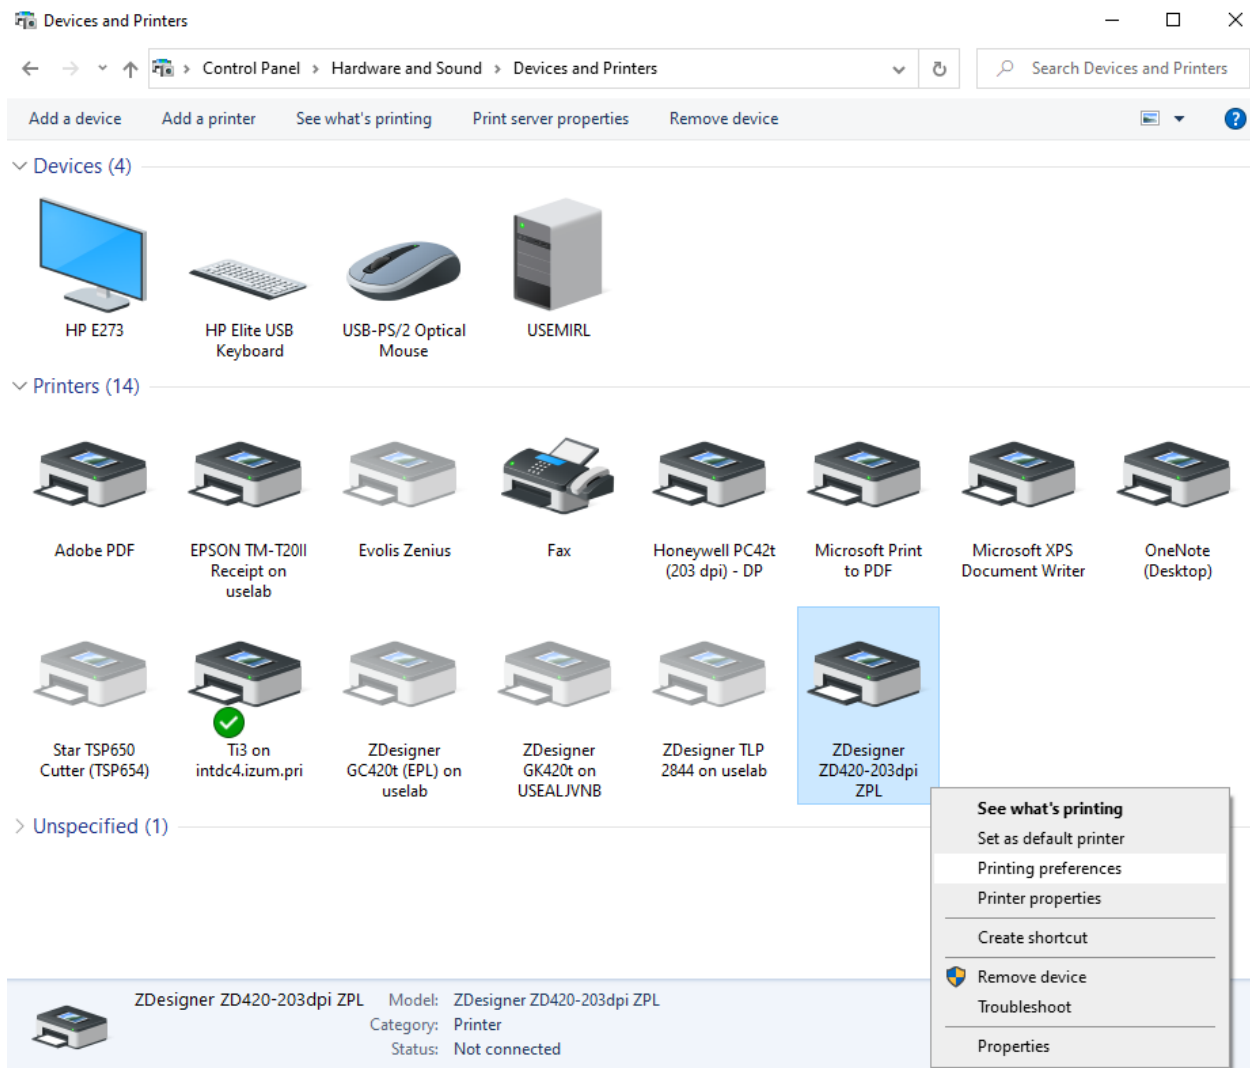 Devices and Printers
Control Panel > Hardware and Sound > Devices and Printers
Search Devices and Printers
Add a device
Add a printer
See what's printing
Print server properties
Remove device
?
Devices (4)
HP E273
HP Elite USB
Keyboard
USB-PS/2 Optical
Mouse
USEMIRL
Printers (14)
Adobe PDF
EPSON TM-T20II
Receipt on
uselab
Evolis Zenius
Fax
Honeywell PC42t
(203 dpi) - DP
Microsoft Print
to PDF
Microsoft XPS
Document Writer
OneNote
(Desktop)
Star TSP650
Cutter (TSP654)
Ti3 on
intdc4.izum.pri
ZDesigner
GC420t (EPL) on
uselab
ZDesigner
GK420t on
USEALJVNB
ZDesigner TLP
2844 on uselab
ZDesigner
ZD420-203dpi
ZPL
Unspecified (1)
See what's printing
Set as default printer
Printing preferences
Printer properties
Create shortcut
Remove device
Troubleshoot
Properties
ZDesigner ZD420-203dpi ZPL
Model: ZDesigner ZD420-203dpi ZPL
Category: Printer
Status: Not connected